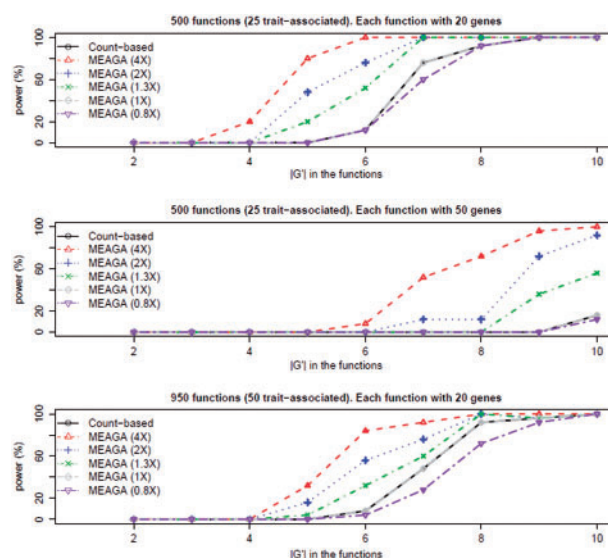 500 functions (25 trait-associated). Each function with 20 genes
power (%)
100
60
20
0
Count-based
MEAGA (4X)
MEAGA (2X)
MEAGA (1.3X)
MEAGA (1X)
MEAGA (0.8X)
2 4 6 8 10
|G'| in the functions
500 functions (25 trait-associated). Each function with 50 genes
power (%)
100
60
20
0
Count-based
MEAGA (4X)
MEAGA (2X)
MEAGA (1.3X)
MEAGA (1X)
MEAGA (0.8X)
2 4 6 8 10
|G'| in the functions
950 functions (50 trait-associated). Each function with 20 genes
power (%)
100
60
20
0
Count-based
MEAGA (4X)
MEAGA (2X)
MEAGA (1.3X)
MEAGA (1X)
MEAGA (0.8X)
2 4 6 8 10
|G'| in the functions